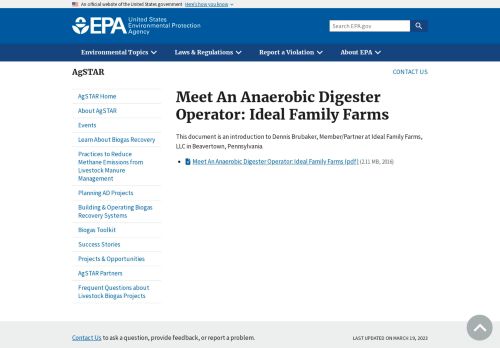 An official website of the United States government Here's how you know
EPA United States
Environmental Protection
Agency
Search EPA.gov
Environmental Topics
Laws & Regulations
Report a Violation
About EPA
AgSTAR
CONTACT US
AgSTAR Home
About AgSTAR
Events
Learn About Biogas Recovery
Practices to Reduce
Methane Emissions from
Livestock Manure
Management
Planning AD Projects
Building & Operating Biogas
Recovery Systems
Biogas Toolkit
Success Stories
Projects & Opportunities
AgSTAR Partners
Frequent Questions about
Livestock Biogas Projects
Meet An Anaerobic Digester
Operator: Ideal Family Farms
This document is an introduction to Dennis Brubaker, Member/Partner at Ideal Family Farms,
LLC in Beavertown, Pennsylvania
Meet An Anaerobic Digester Operator: Ideal Family Farms (pdf) (2.11 MB, 2016)
Contact Us to ask a question, provide feedback, or report a problem.
LAST UPDATED ON MARCH 19, 2023